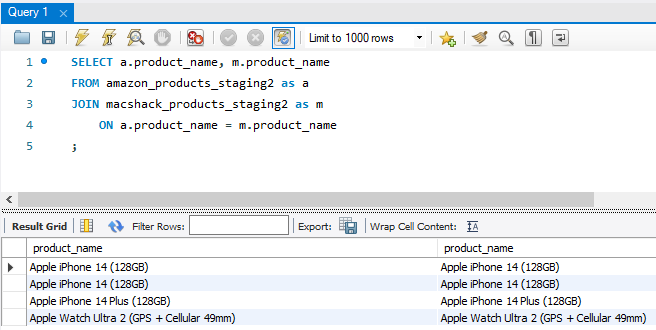 Query 1
Limit to 1000 rows
1 SELECT a.product_name, m.product_name
2 FROM amazon_products_staging2 as a
3 JOIN macshack_products_staging2 as m
4 ON a.product_name = m.product_name
5 ;
Result Grid Filter Rows: Export: Wrap Cell Content: IA
product_name product_name
Apple iPhone 14 (128GB) Apple iPhone 14 (128GB)
Apple iPhone 14 (128GB) Apple iPhone 14 (128GB)
Apple iPhone 14 Plus (128GB) Apple iPhone 14 Plus (128GB)
Apple Watch Ultra 2 (GPS + Cellular 49mm) Apple Watch Ultra 2 (GPS + Cellular 49mm)